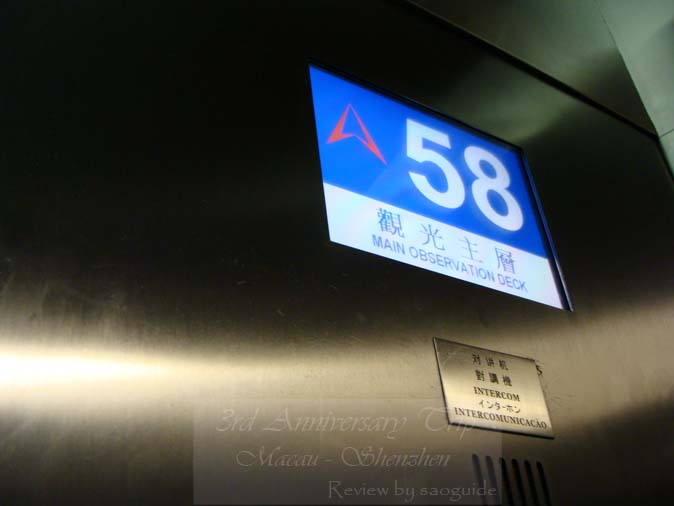 58
觀光主層
MAIN OBSERVATION DECK
对讲机
對講機
INTERCOM
インターホン
INTERCOMUNICACÃO
3rd Anniversary Trip
Macau - Shenzhen
Review by saoguide